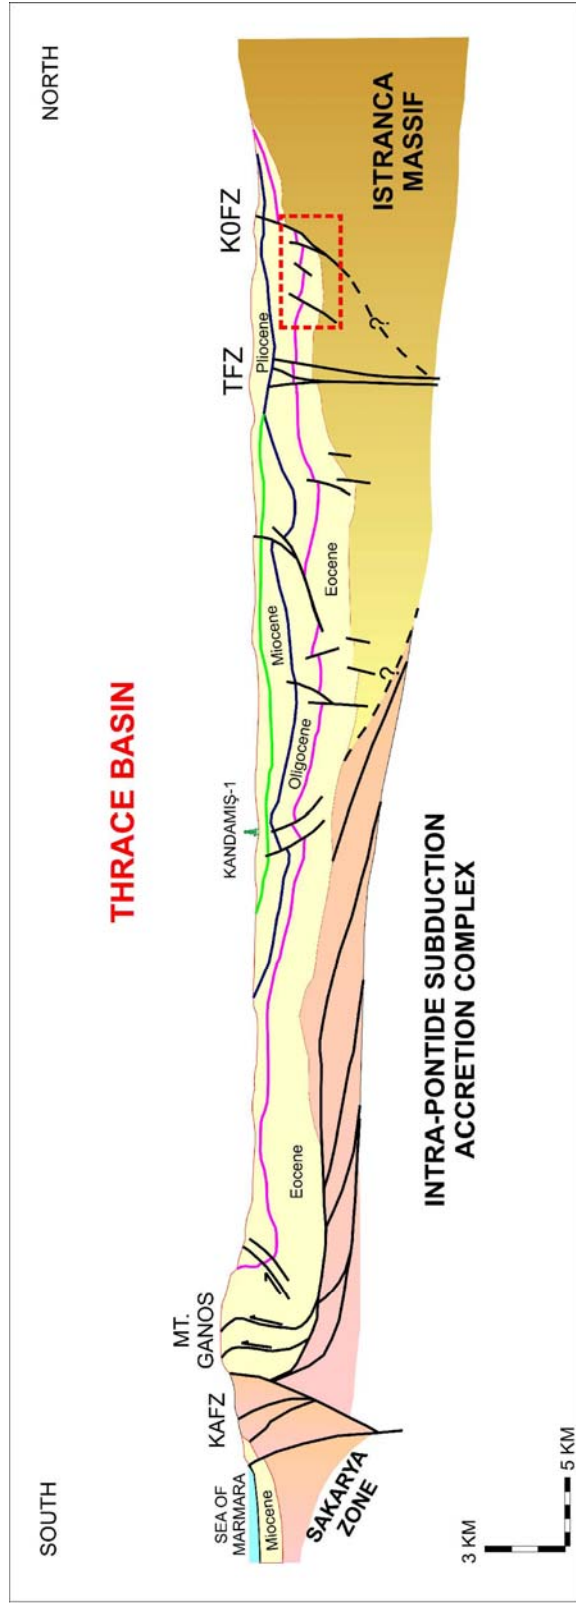 SOUTH
NORTH
THRACE BASIN
SEA OF
MARMARA
KAFZ
MT.
GANOS
KANDAMIŞ-1
TFZ
K0FZ
Miocene
Eocene
Oligocene
Miocene
Eocene
Pliocene
?
?
SAKARYA
ZONE
INTRA-PONTIDE SUBDUCTION
ACCRETION COMPLEX
ISTRANCA
MASSIF
3 KM
5 KM